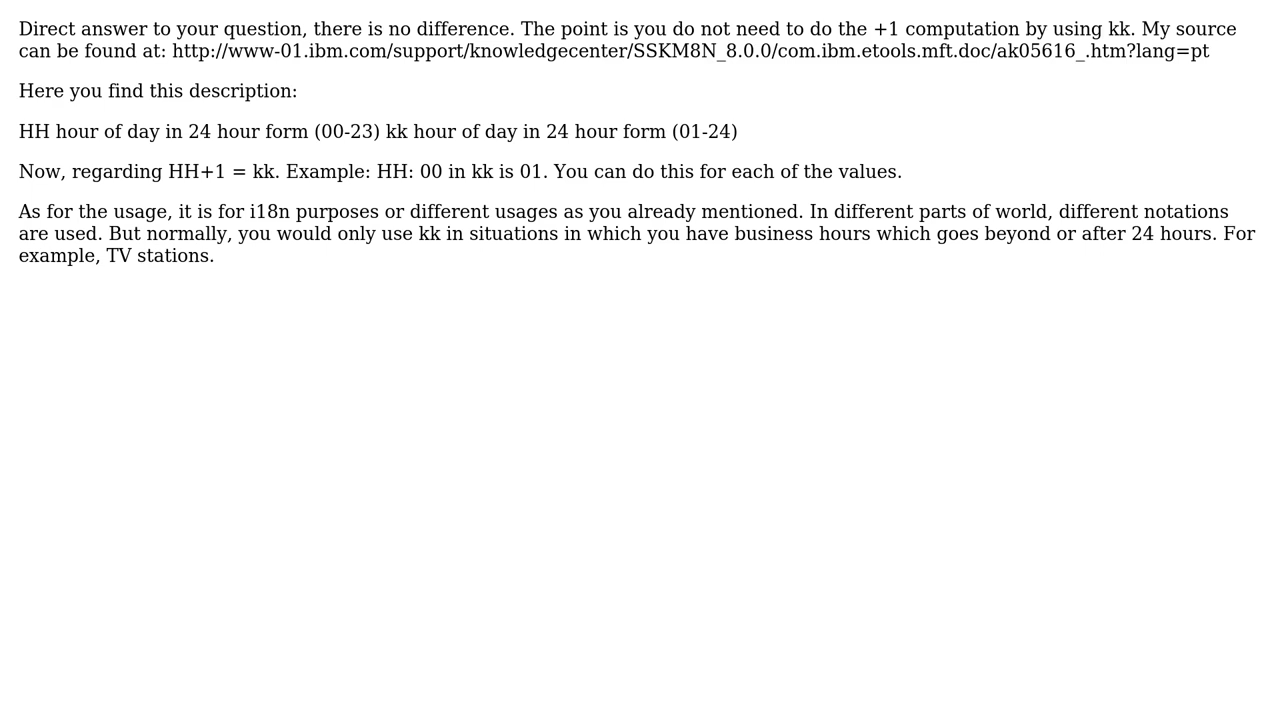 Direct answer to your question, there is no difference. The point is you do not need to do the +1 computation by using kk. My source
can be found at: http://www-01.ibm.com/support/knowledgecenter/SSKM8N_8.0.0/com.ibm.etools.mft.doc/ak05616_.htm?lang=pt
Here you find this description:
HH hour of day in 24 hour form (00-23) kk hour of day in 24 hour form (01-24)
Now, regarding HH+1 = kk. Example: HH: 00 in kk is 01. You can do this for each of the values.
As for the usage, it is for i18n purposes or different usages as you already mentioned. In different parts of world, different notations
are used. But normally, you would only use kk in situations in which you have business hours which goes beyond or after 24 hours. For
example, TV stations.